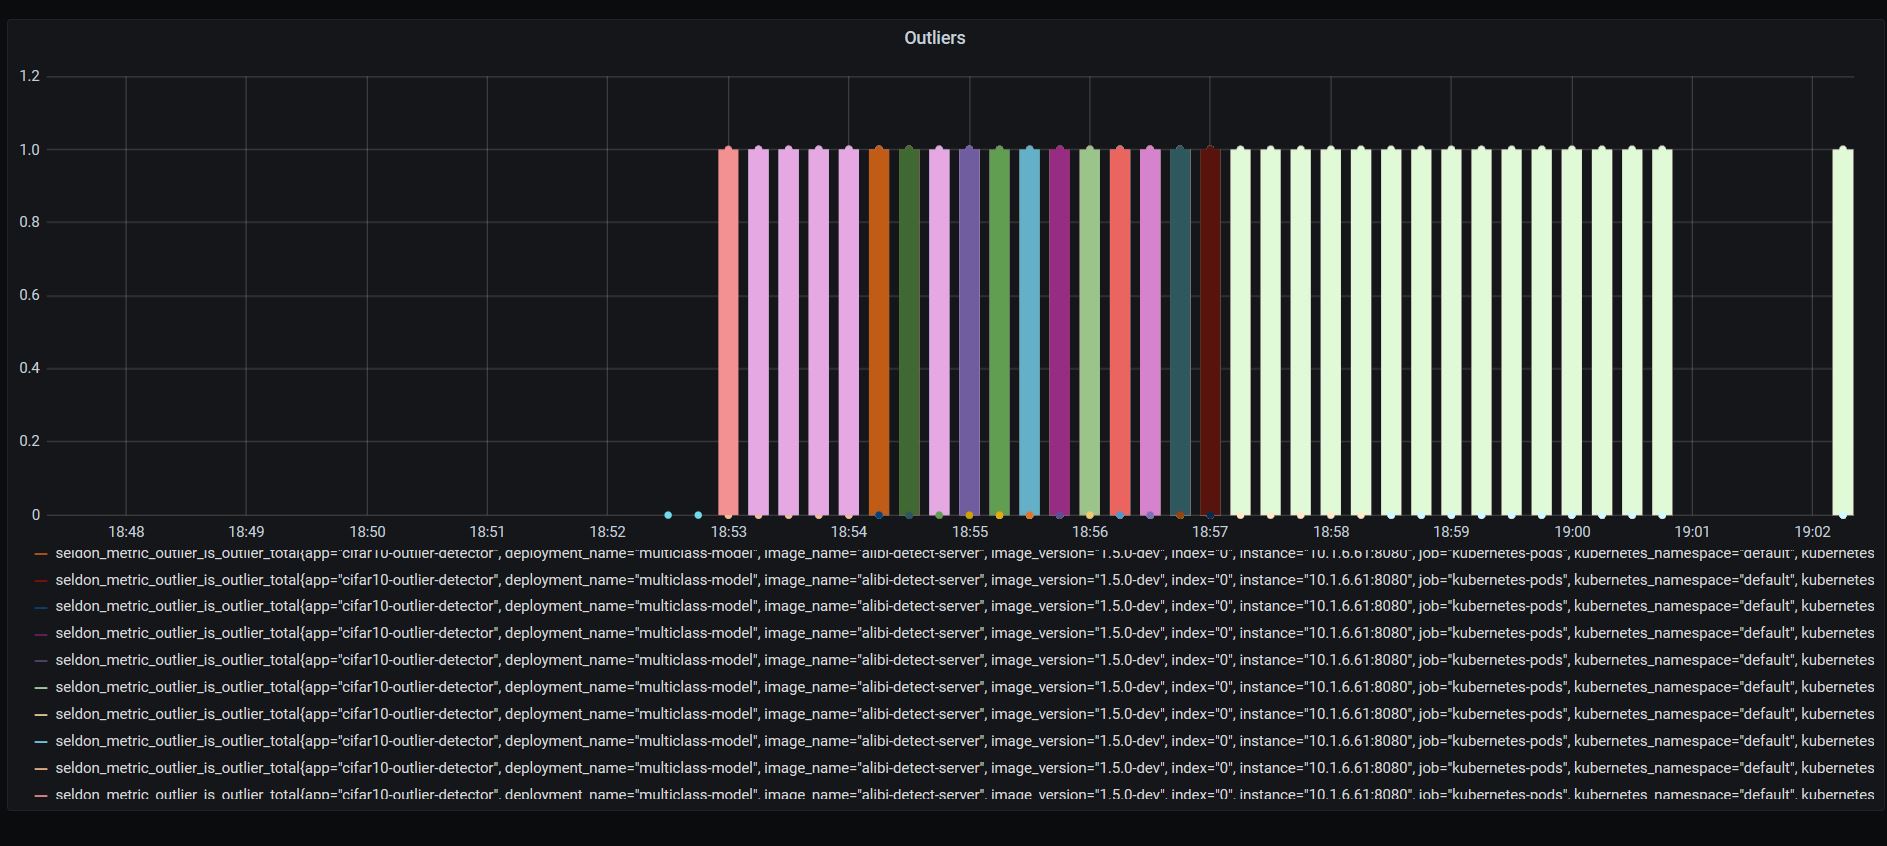 Outliers
1.2
1.0
0.8
0.6
0.4
0.2
0
18:48 18:49 18:50 18:51 18:52 18:53 18:54 18:55 18:56 18:57 18:58 18:59 19:00 19:01 19:02
seldon_metric_outlier_is_outlier_total{app="cifar10-outlier-detector", deployment_name="multiclass-model", image_name="alibi-detect-server", image_version="1.5.0-dev", index="0", instance="10.1.6.61:8080", job="kubernetes-pods", kubernetes_namespace="default", kubernetes
seldon_metric_outlier_is_outlier_total{app="cifar10-outlier-detector", deployment_name="multiclass-model", image_name="alibi-detect-server", image_version="1.5.0-dev", index="0", instance="10.1.6.61:8080", job="kubernetes-pods", kubernetes_namespace="default", kubernetes
seldon_metric_outlier_is_outlier_total{app="cifar10-outlier-detector", deployment_name="multiclass-model", image_name="alibi-detect-server", image_version="1.5.0-dev", index="0", instance="10.1.6.61:8080", job="kubernetes-pods", kubernetes_namespace="default", kubernetes
seldon_metric_outlier_is_outlier_total{app="cifar10-outlier-detector", deployment_name="multiclass-model", image_name="alibi-detect-server", image_version="1.5.0-dev", index="0", instance="10.1.6.61:8080", job="kubernetes-pods", kubernetes_namespace="default", kubernetes
seldon_metric_outlier_is_outlier_total{app="cifar10-outlier-detector", deployment_name="multiclass-model", image_name="alibi-detect-server", image_version="1.5.0-dev", index="0", instance="10.1.6.61:8080", job="kubernetes-pods", kubernetes_namespace="default", kubernetes
seldon_metric_outlier_is_outlier_total{app="cifar10-outlier-detector", deployment_name="multiclass-model", image_name="alibi-detect-server", image_version="1.5.0-dev", index="0", instance="10.1.6.61:8080", job="kubernetes-pods", kubernetes_namespace="default", kubernetes
seldon_metric_outlier_is_outlier_total{app="cifar10-outlier-detector", deployment_name="multiclass-model", image_name="alibi-detect-server", image_version="1.5.0-dev", index="0", instance="10.1.6.61:8080", job="kubernetes-pods", kubernetes_namespace="default", kubernetes
seldon_metric_outlier_is_outlier_total{app="cifar10-outlier-detector", deployment_name="multiclass-model", image_name="alibi-detect-server", image_version="1.5.0-dev", index="0", instance="10.1.6.61:8080", job="kubernetes-pods", kubernetes_namespace="default", kubernetes
seldon_metric_outlier_is_outlier_total{app="cifar10-outlier-detector", deployment_name="multiclass-model", image_name="alibi-detect-server", image_version="1.5.0-dev", index="0", instance="10.1.6.61:8080", job="kubernetes-pods", kubernetes_namespace="default", kubernetes
seldon_metric_outlier_is_outlier_total{app="cifar10-outlier-detector", deployment_name="multiclass-model", image_name="alibi-detect-server", image_version="1.5.0-dev", index="0", instance="10.1.6.61:8080", job="kubernetes-pods", kubernetes_namespace="default", kubernetes